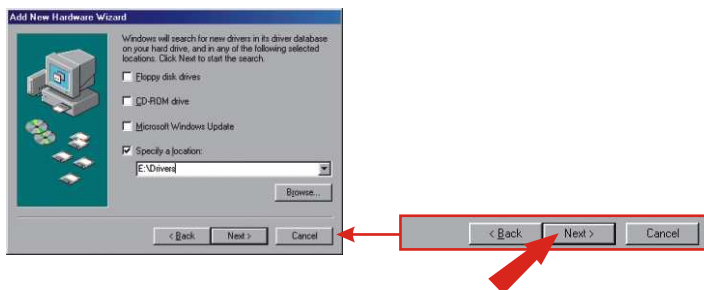 Add New Hardware Wizard
Windows will search for new drivers in its driver database
on your hard drive, and in any of the following selected
locations. Click Next to start the search.
Floppy disk drives
CD-ROM drive
Microsoft Windows Update
Specify a location:
E:\Drivers
Browse...
< Back Next > Cancel
< Back Next > Cancel